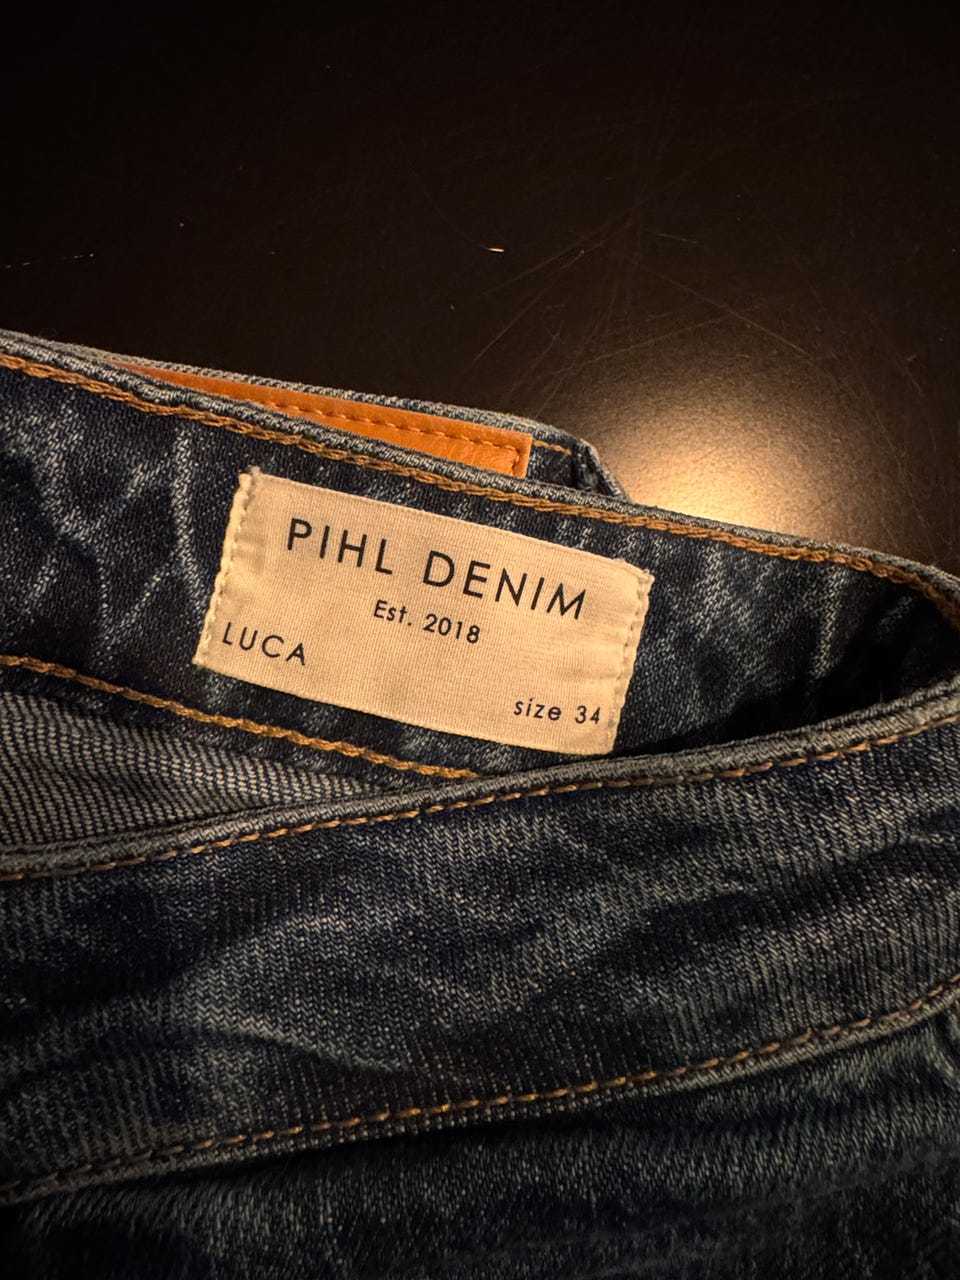 PIHL DENIM
Est. 2018
LUCA
size 34